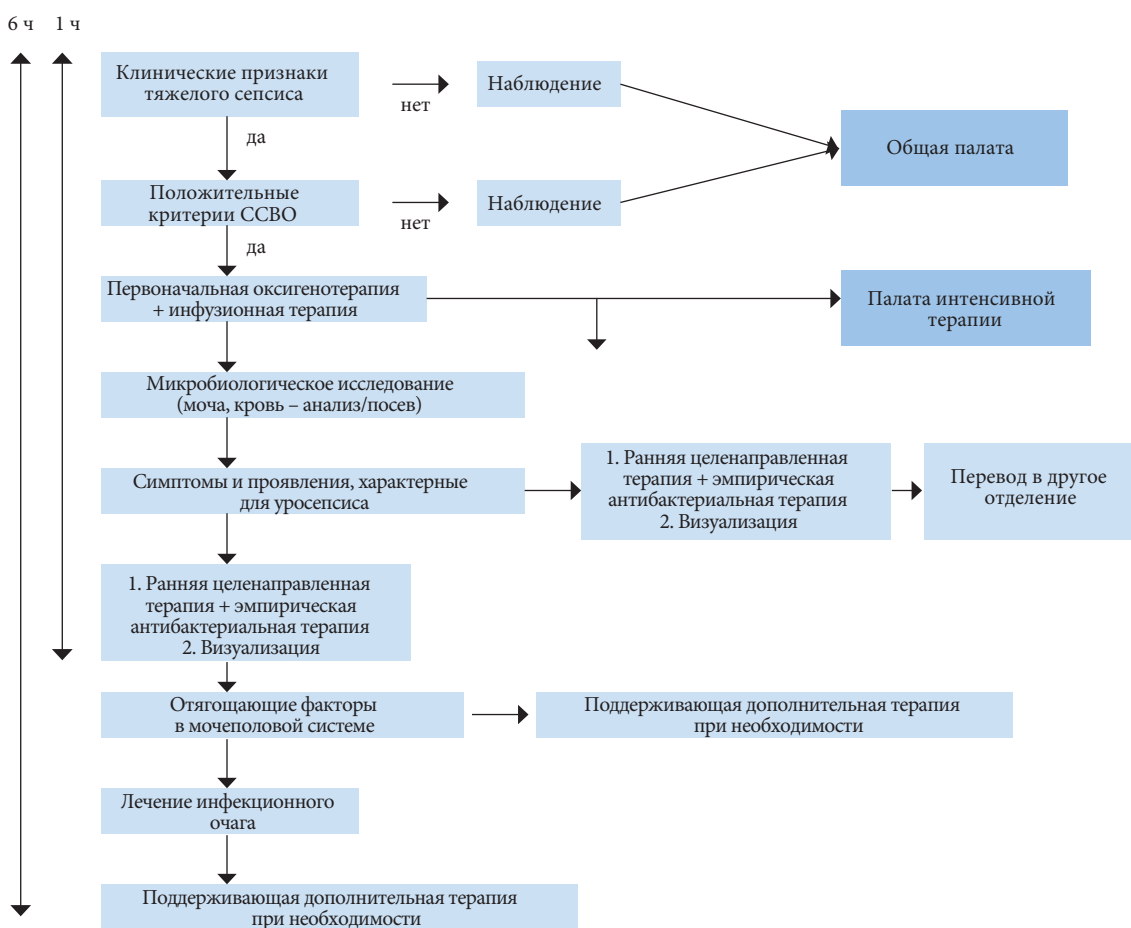 6 ч 1 ч
Клинические признаки
тяжелого сепсиса
нет
Наблюдение
Общая палата
да
Положительные
критерии ССВО
нет
Наблюдение
да
Первоначальная оксигенотерапия
+ инфузионная терапия
Палата интенсивной
терапии
Микробиологическое исследование
(моча, кровь – анализ/посев)
Симптомы и проявления, характерные
для уросепсиса
1. Ранняя целенаправленная
терапия + эмпирическая
антибактериальная терапия
2. Визуализация
Перевод в другое
отделение
1. Ранняя целенаправленная
терапия + эмпирическая
антибактериальная терапия
2. Визуализация
Отягощающие факторы
в мочеполовой системе
Поддерживающая дополнительная терапия
при необходимости
Лечение инфекционного
очага
Поддерживающая дополнительная терапия
при необходимости